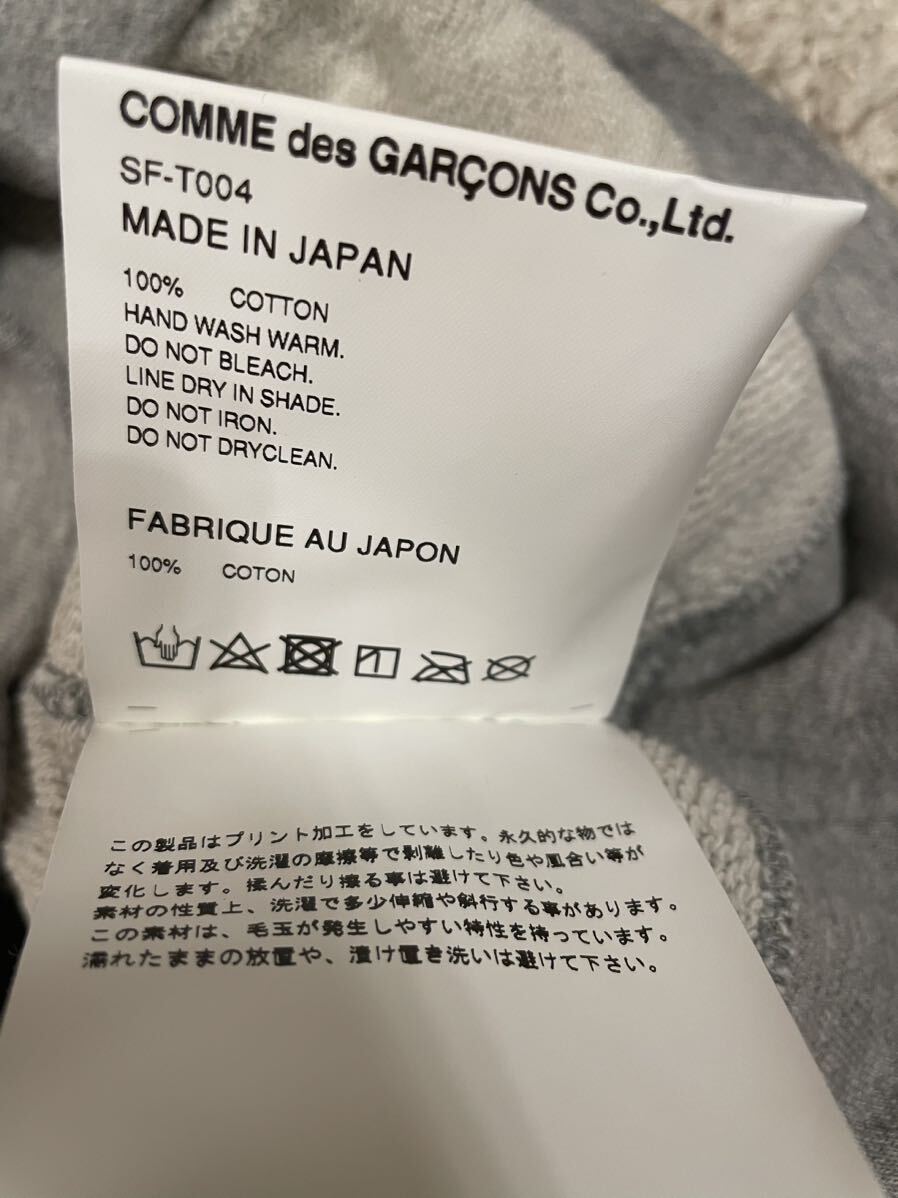 COMME des GARÇONS Co.,Ltd.
SF-T004
MADE IN JAPAN
100% COTTON
HAND WASH WARM.
DO NOT BLEACH.
LINE DRY IN SHADE.
DO NOT IRON.
DO NOT DRYCLEAN.
FABRIQUE AU JAPON
100% COTON
この製品はプリント加工をしています。永久的な物では
なく着用及び洗濯の摩擦等で剥離したり色や風合い等が
変化します。揉んだり擦る事は避けて下さい。
素材の性質上、洗濯で多少伸縮や斜行する事があります。
この素材は、毛玉が発生しやすい特性を持っています。
濡れたままの放置や、漬け置き洗いは避けて下さい。